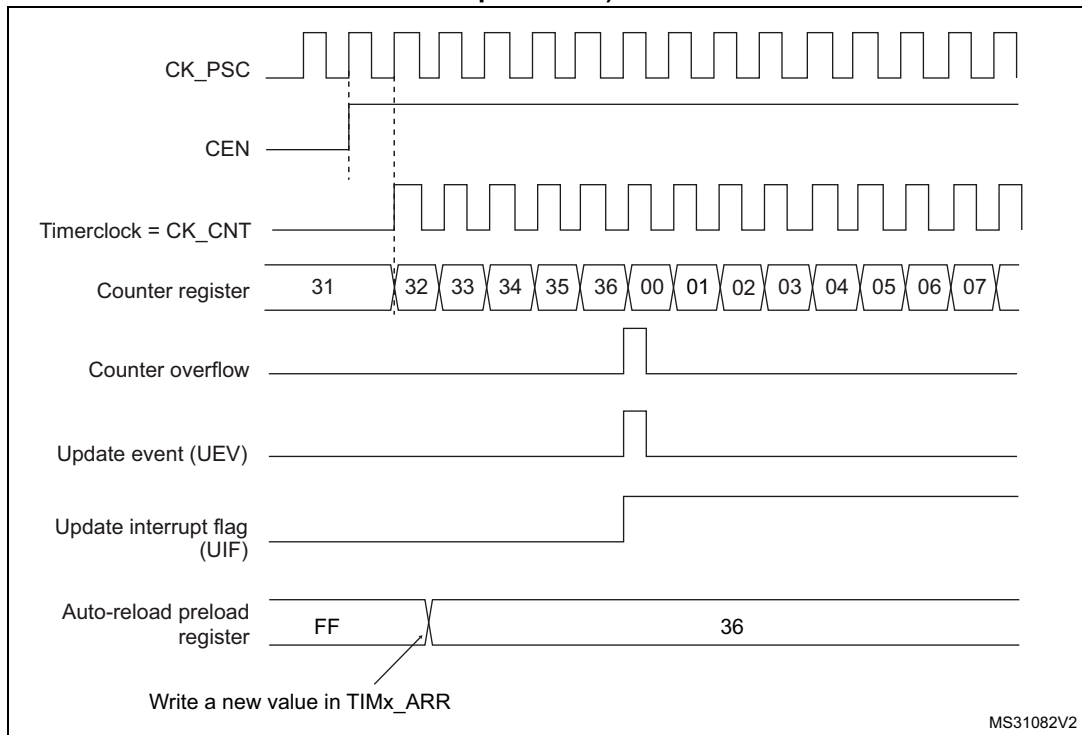 CK_PSC
CEN
Timerclock = CK_CNT
Counter register 31 32 33 34 35 36 00 01 02 03 04 05 06 07
Counter overflow
Update event (UEV)
Update interrupt flag
(UIF)
Auto-reload preload
register FF 36
Write a new value in TIMx_ARR
MS31082V2